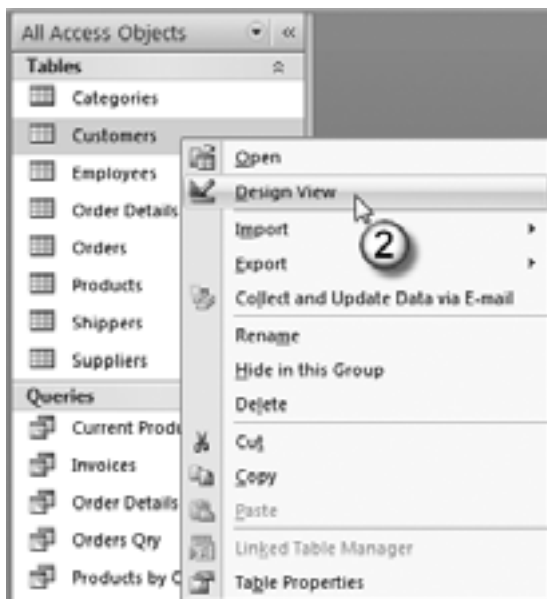 All Access Objects
Tables
Categories
Customers
Employees
Order Details
Orders
Products
Shippers
Suppliers
Queries
Current Produ
Invoices
Order Details
Orders Qry
Products by C
Open
Design View
2
Import
Export
Collect and Update Data via E-mail
Rename
Hide in this Group
Delete
Cut
Copy
Paste
Linked Table Manager
Table Properties